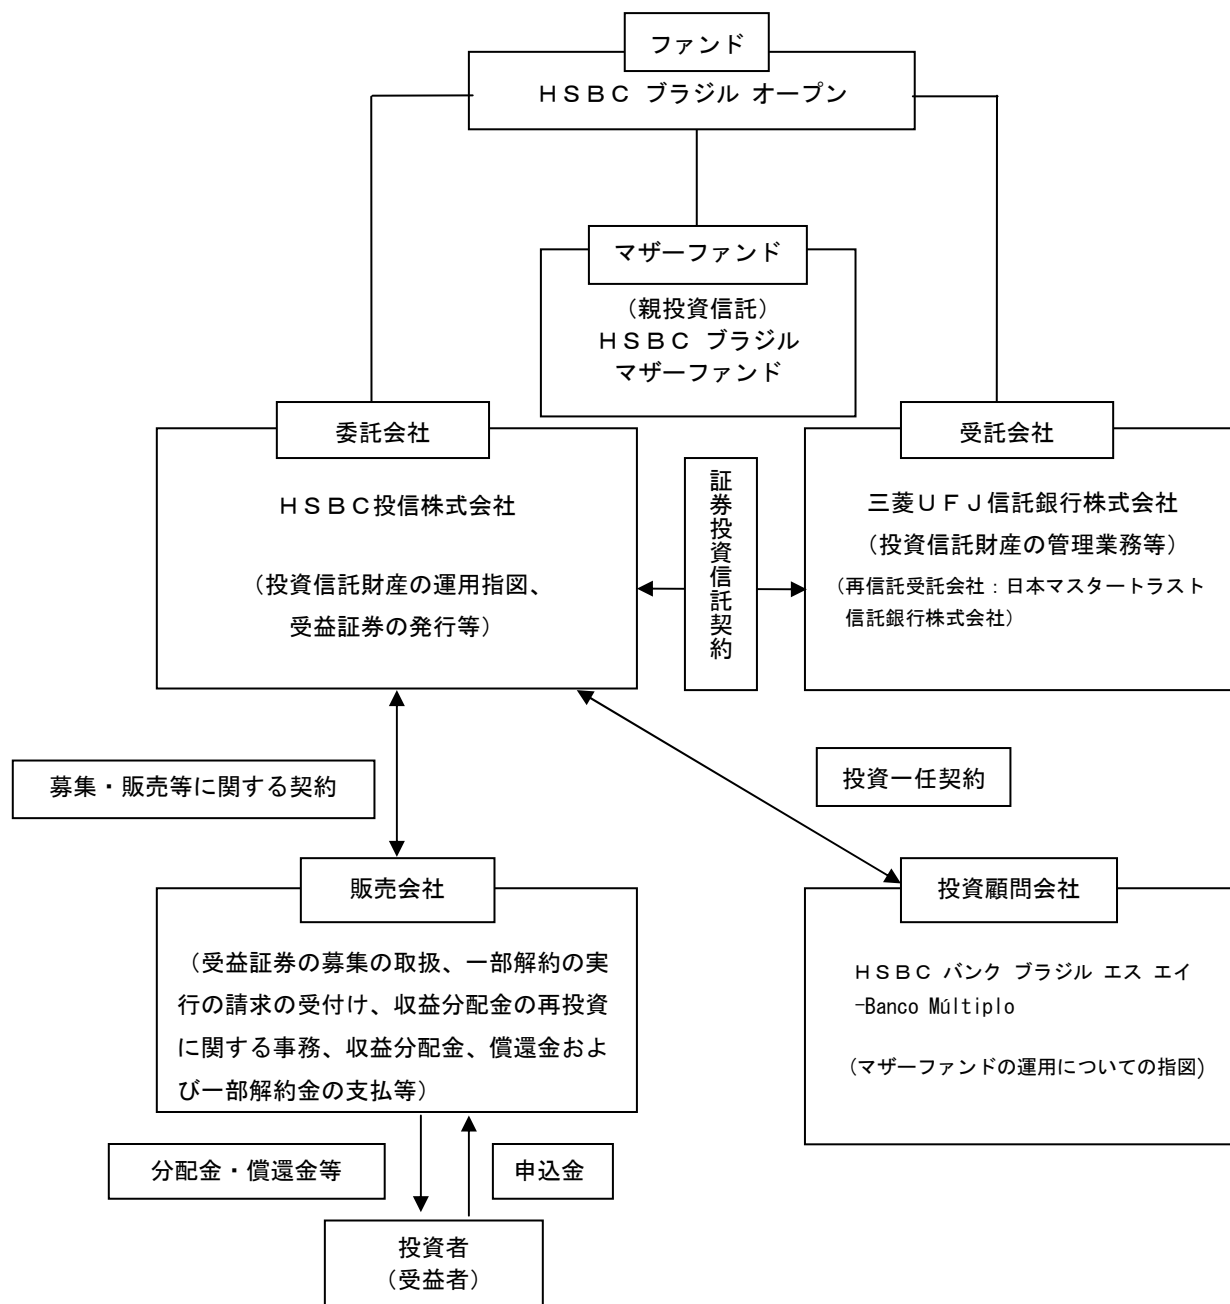 ファンド
ＨＳＢＣ ブラジル オープン
マザーファンド
（親投資信託）
ＨＳＢＣ ブラジル
マザーファンド
委託会社
ＨＳＢＣ投信株式会社
（投資信託財産の運用指図、
受益証券の発行等）
証券投資信託契約
受託会社
三菱ＵＦＪ信託銀行株式会社
（投資信託財産の管理業務等）
（再信託受託会社：日本マスタートラスト
信託銀行株式会社）
募集・販売等に関する契約
投資一任契約
販売会社
（受益証券の募集の取扱、一部解約の実
行の請求の受付け、収益分配金の再投資
に関する事務、収益分配金、償還金およ
び一部解約金の支払等）
投資顧問会社
ＨＳＢＣ バンク ブラジル エス エイ
-Banco Múltiplo
（マザーファンドの運用についての指図)
分配金・償還金等
申込金
投資者
（受益者）